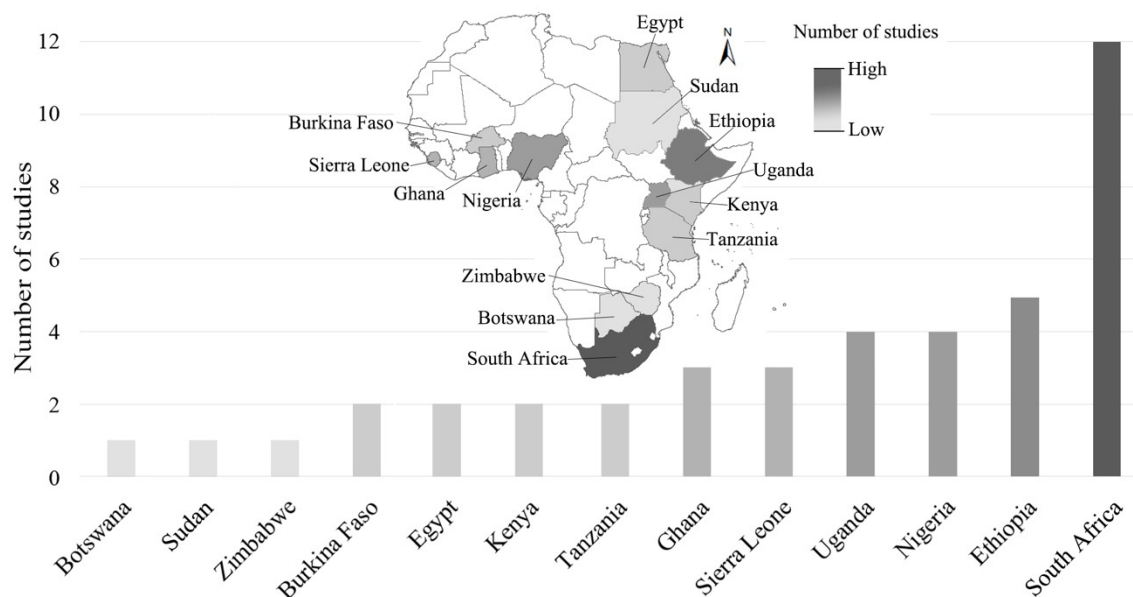 Number of studies
12
10
8
6
4
2
0
Egypt
N
Number of studies
High
Low
Sudan
Burkina Faso
Ethiopia
Sierra Leone
Uganda
Ghana
Nigeria
Kenya
Tanzania
Zimbabwe
Botswana
South Africa
Botswana
Sudan
Zimbabwe
Burkina Faso
Egypt
Kenya
Tanzania
Ghana
Sierra Leone
Uganda
Nigeria
Ethiopia
South Africa